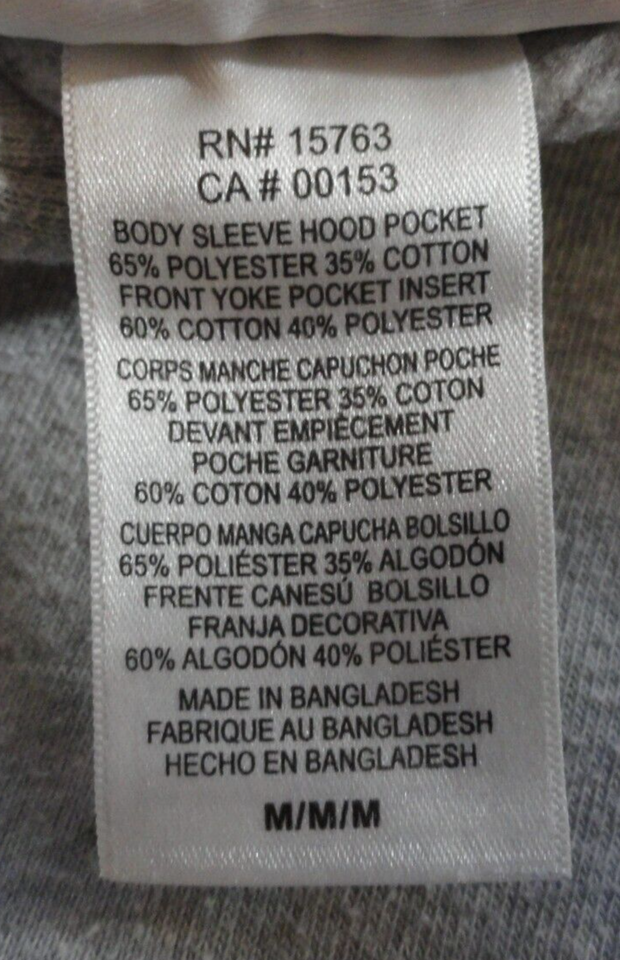 RN# 15763
CA # 00153
BODY SLEEVE HOOD POCKET
65% POLYESTER 35% COTTON
FRONT YOKE POCKET INSERT
60% COTTON 40% POLYESTER
CORPS MANCHE CAPUCHON POCHE
65% POLYESTER 35% COTON
DEVANT EMPIÈCEMENT
POCHE GARNITURE
60% COTON 40% POLYESTER
CUERPO MANGA CAPUCHA BOLSILLO
65% POLIÉSTER 35% ALGODÓN
FRENTE CANESÚ BOLSILLO
FRANJA DECORATIVA
60% ALGODÓN 40% POLIÉSTER
MADE IN BANGLADESH
FABRIQUE AU BANGLADESH
HECHO EN BANGLADESH
M/M/M